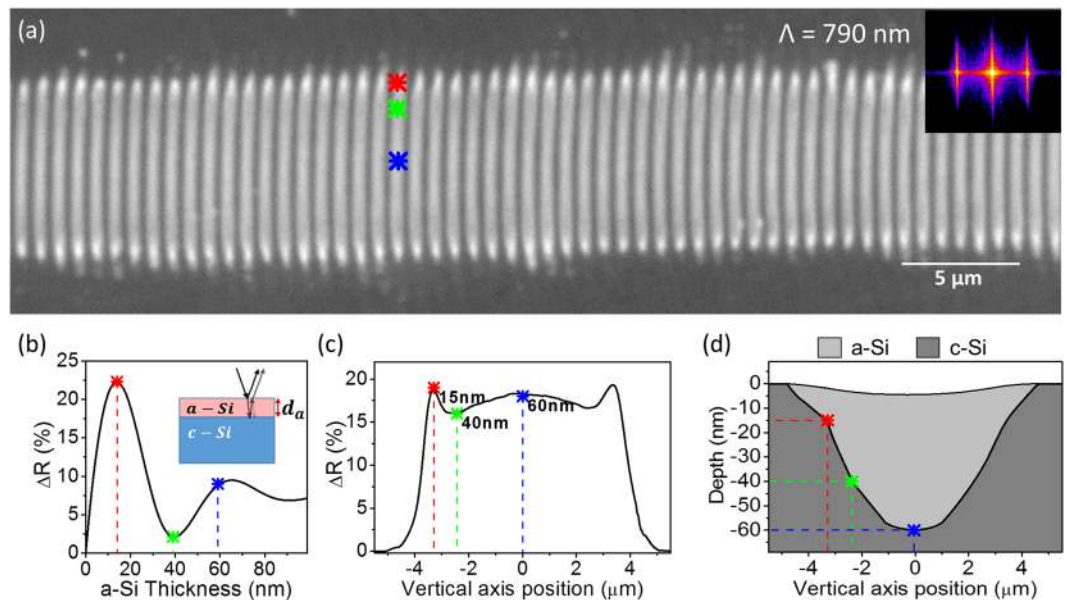 (a)
Λ = 790 nm
5 µm
(b)
25
20
15
10
5
0
ΔR (%)
a − Si
c − Si
dₐ
0 20 40 60 80
a-Si Thickness (nm)
(c)
20
15
10
5
0
ΔR (%)
15nm
40nm
60nm
-4 -2 0 2 4
Vertical axis position (µm)
(d)
a-Si c-Si
0
-10
-20
-30
-40
-50
-60
Depth (nm)
-4 -2 0 2 4
Vertical axis position (µm)